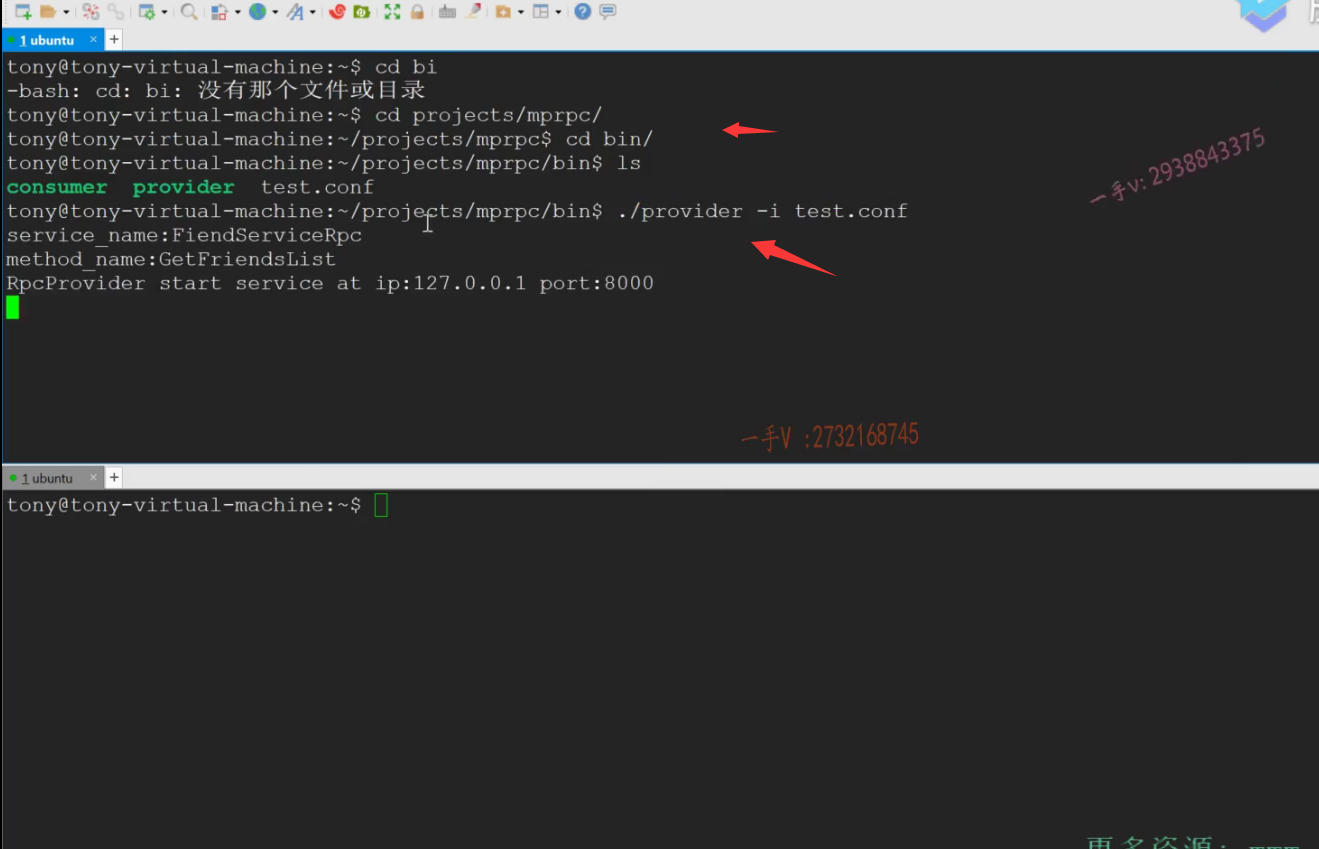 1 ubuntu × +
tony@tony-virtual-machine:~$ cd bi
-bash: cd: bi: 没有那个文件或目录
tony@tony-virtual-machine:~$ cd projects/mprpc/
tony@tony-virtual-machine:~/projects/mprpc$ cd bin/
tony@tony-virtual-machine:~/projects/mprpc/bin$ ls
consumer provider test.conf
一手v: 2938843375
tony@tony-virtual-machine:~/projects/mprpc/bin$ ./provider -i test.conf
service_name:FiendServiceRpc
method_name:GetFriendsList
RpcProvider start service at ip:127.0.0.1 port:8000
一手V :2732168745
1 ubuntu × +
tony@tony-virtual-machine:~$
更多资源: